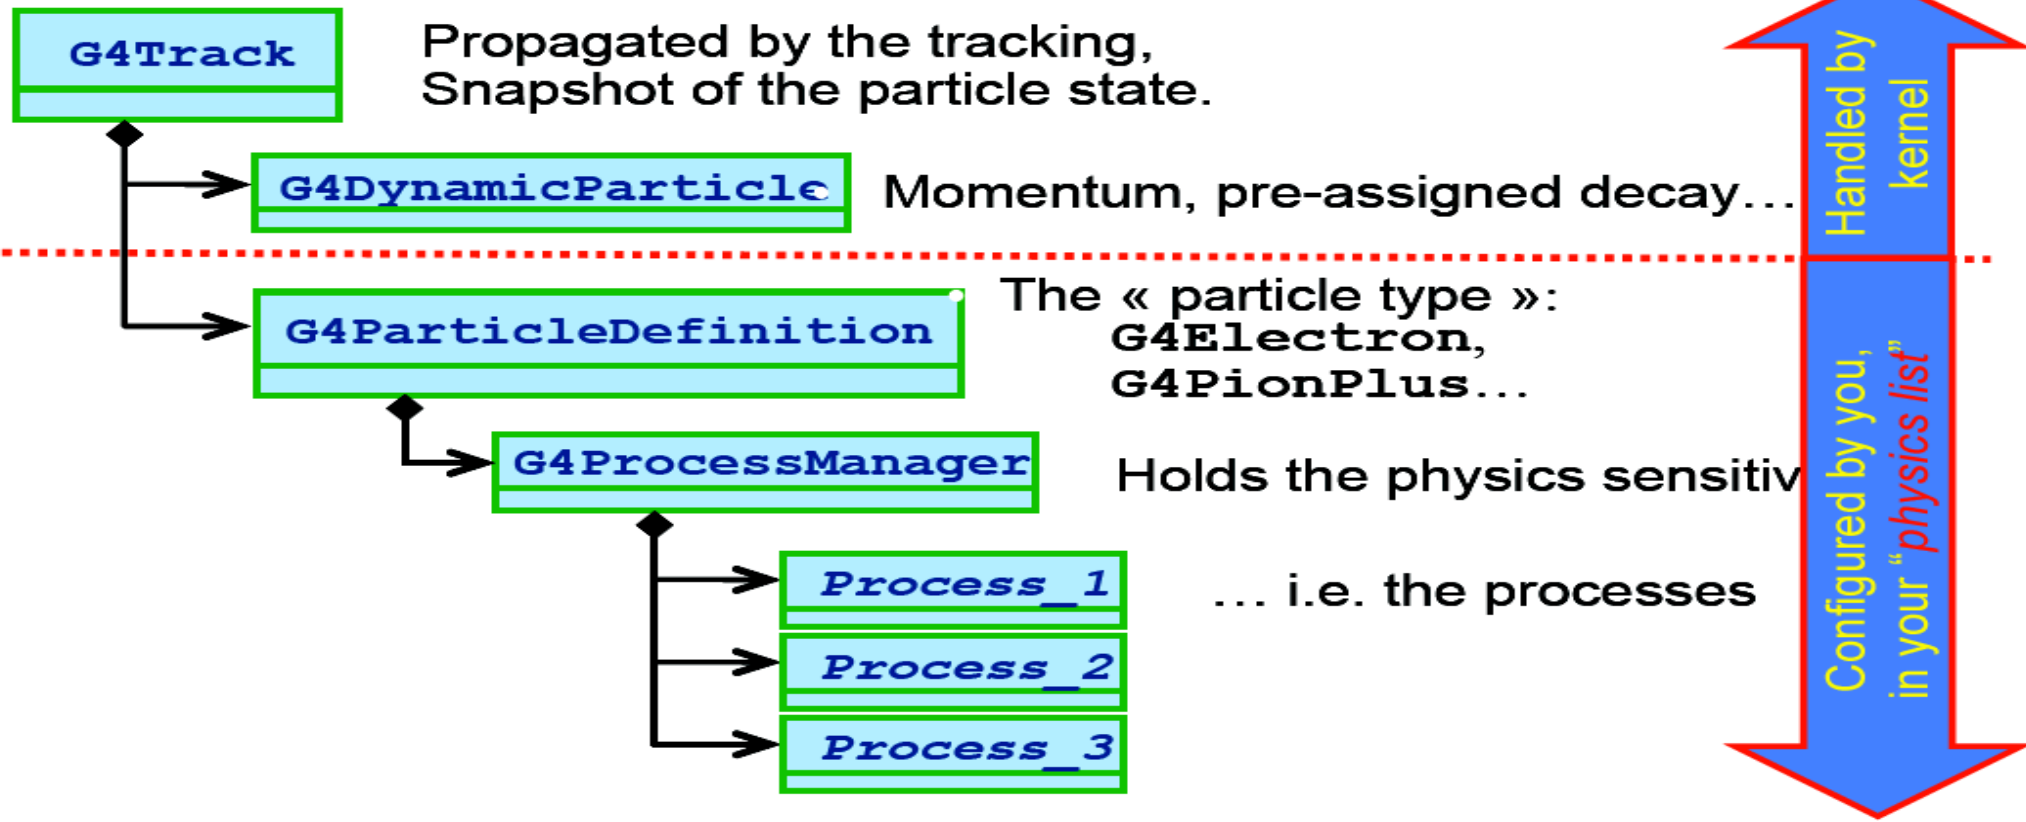 G4Track
Propagated by the tracking,
Snapshot of the particle state.
G4DynamicParticle
Momentum, pre-assigned decay…
The « particle type »:
G4ParticleDefinition
G4Electron,
G4PionPlus…
G4ProcessManager
Holds the physics sensitiv
Process_1
… i.e. the processes
Process_2
Process_3
Handled by
kernel
Configured by you,
in your “physics list”